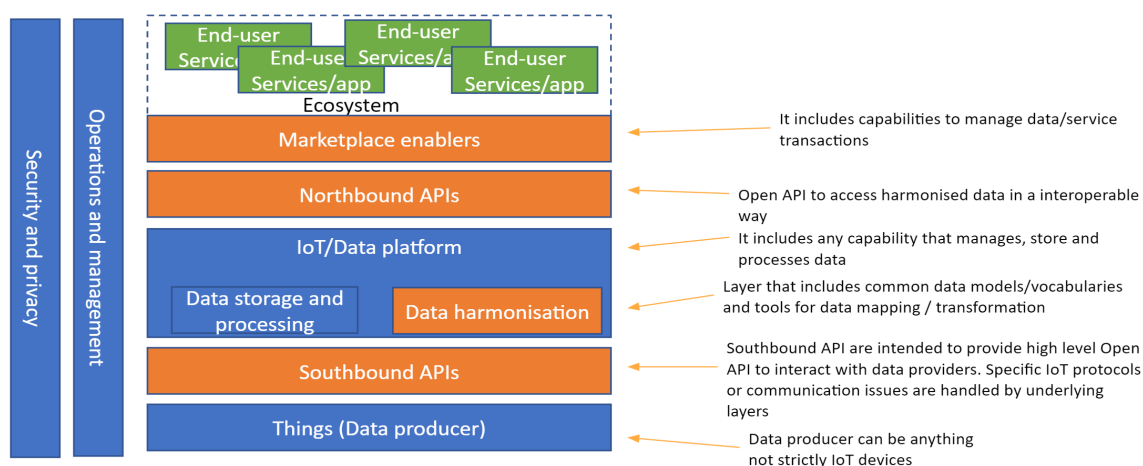 End-user
Services
End-user
Services/app
End-user
Services/a
End-user
Services/app
Ecosystem
Marketplace enablers
Northbound APIs
IoT/Data platform
Data storage and
processing
Data harmonisation
Southbound APIs
Things (Data producer)
Security and privacy
Operations and management
It includes capabilities to manage data/service
transactions
Open API to access harmonised data in a interoperable
way
It includes any capability that manages, store and
processes data
Layer that includes common data models/vocabularies
and tools for data mapping / transformation
Southbound API are intended to provide high level Open
API to interact with data providers. Specific IoT protocols
or communication issues are handled by underlying
layers
Data producer can be anything
not strictly IoT devices